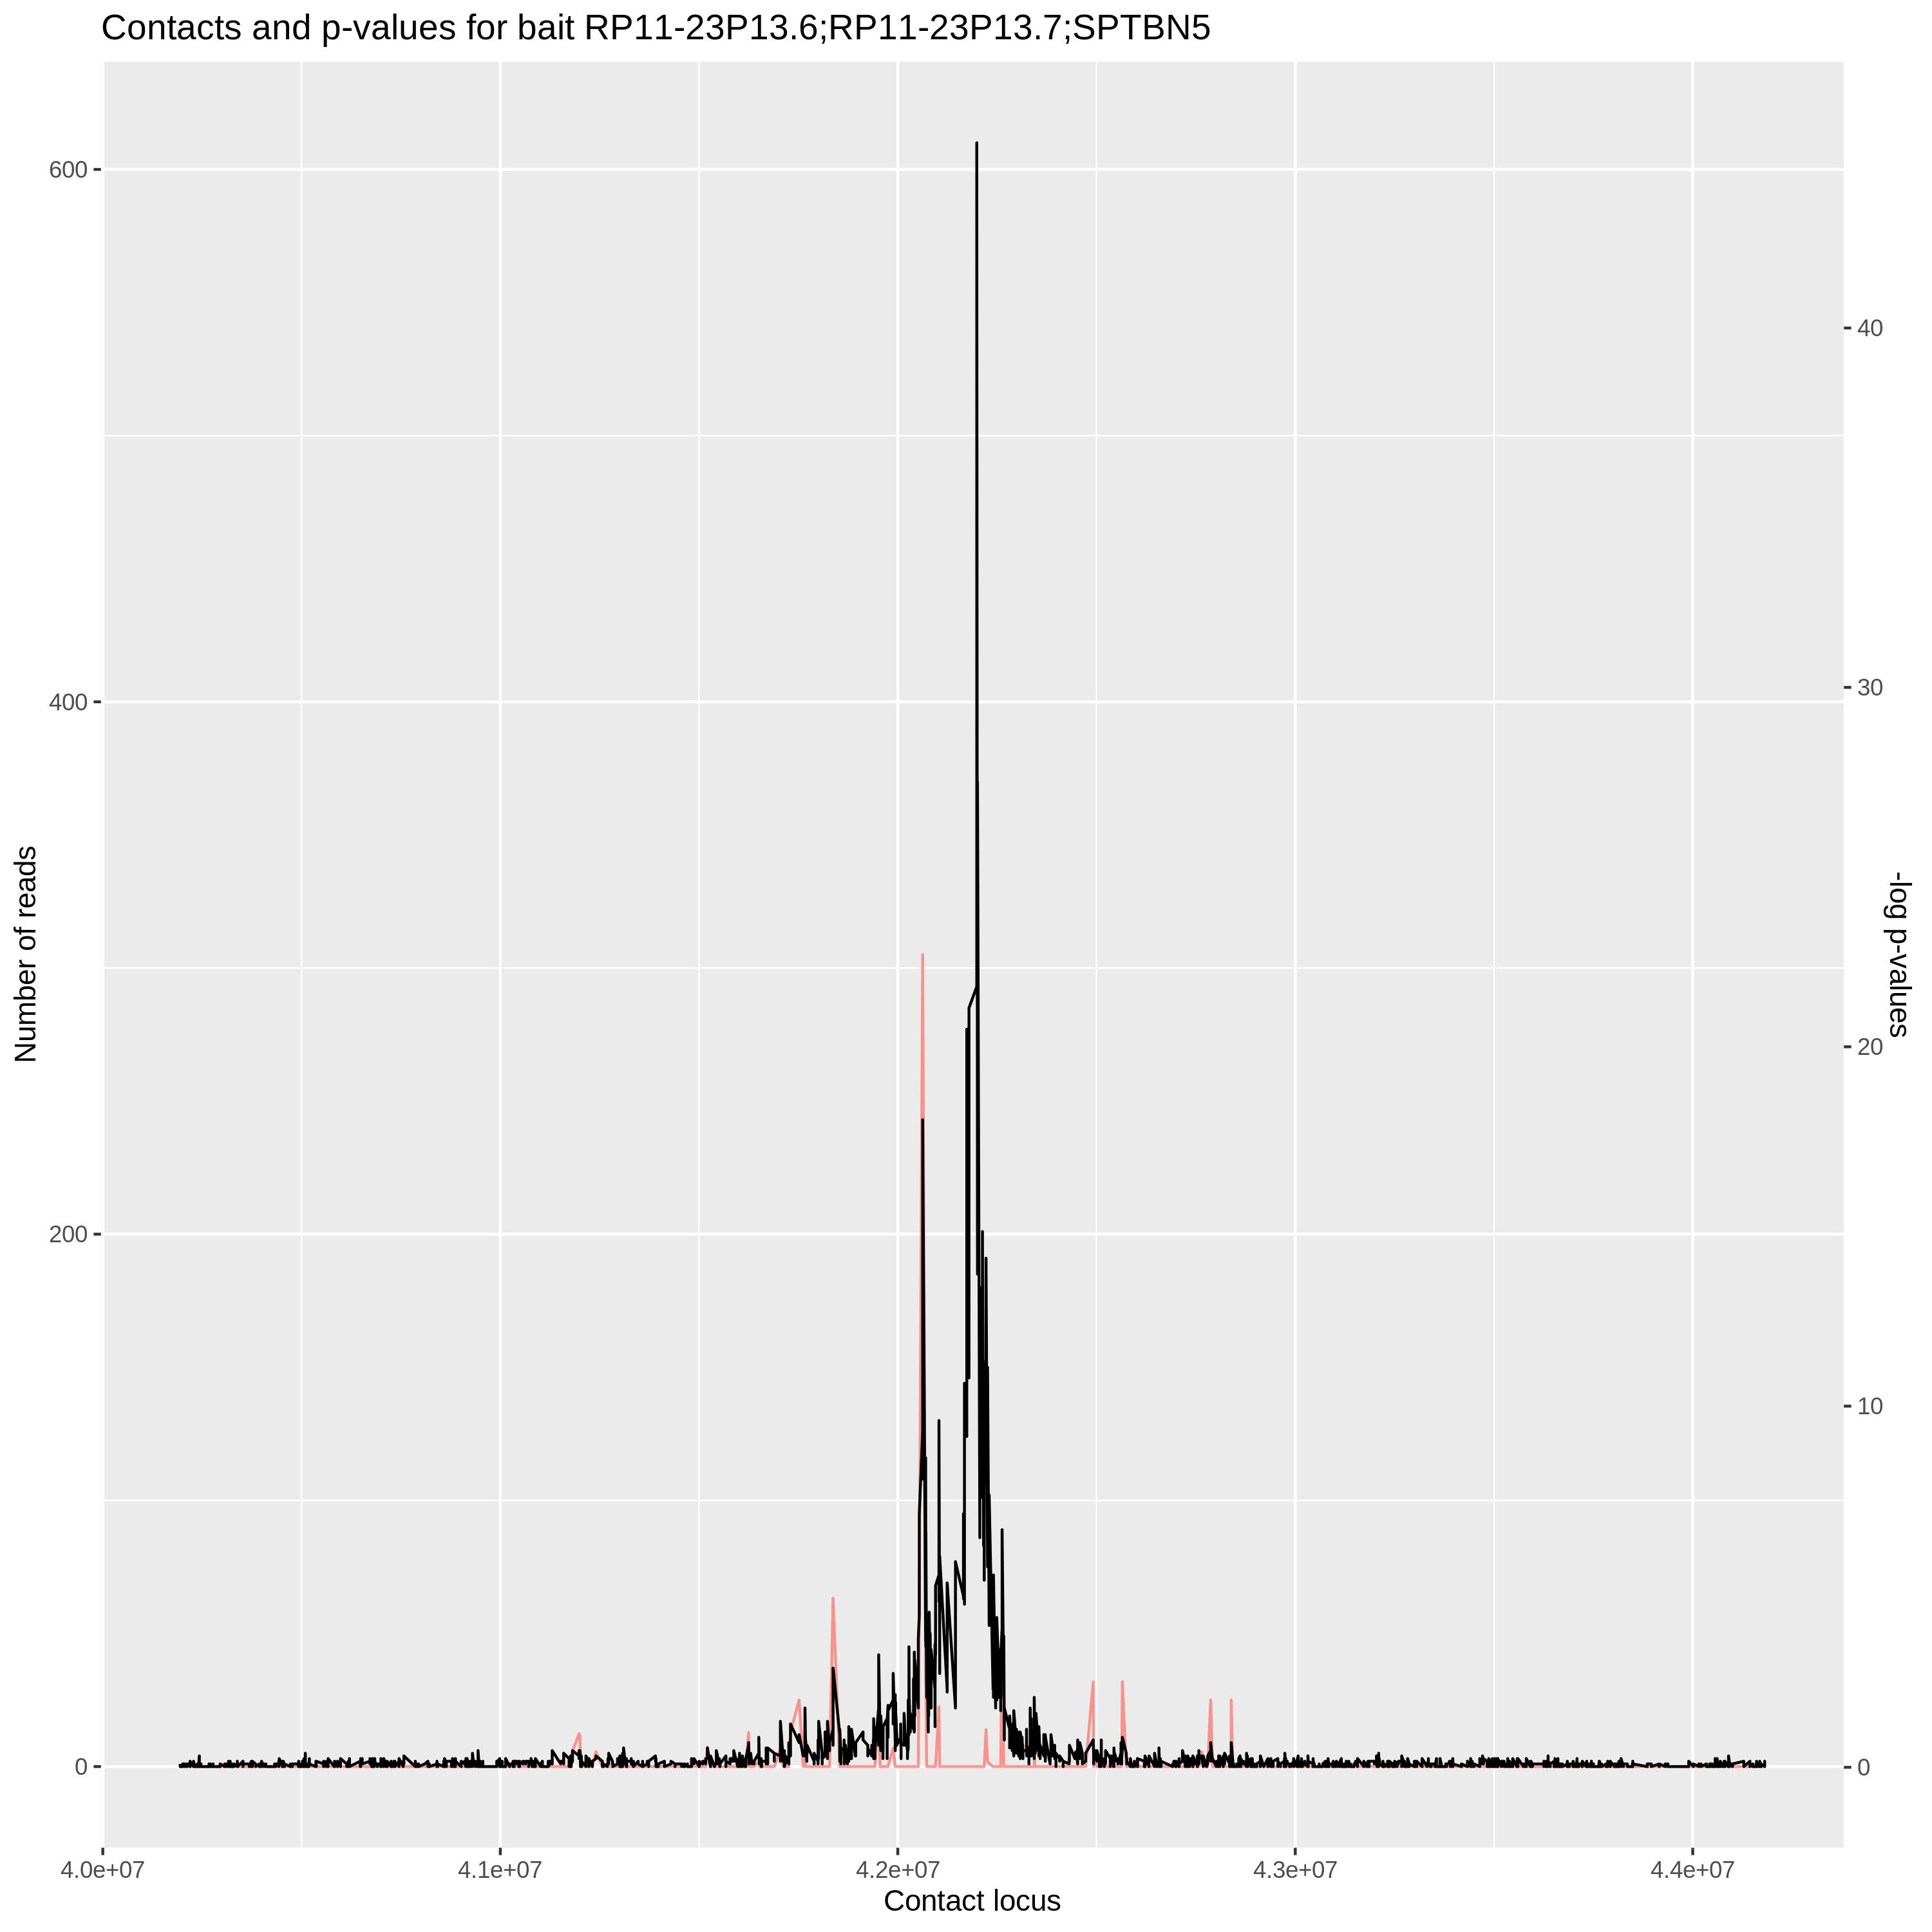 Contacts and p-values for bait RP11-23P13.6;RP11-23P13.7;SPTBN5
600
400
200
0
Number of reads
40
30
20
10
0
-log p-values
4.0e+07
4.1e+07
4.2e+07
4.3e+07
4.4e+07
Contact locus